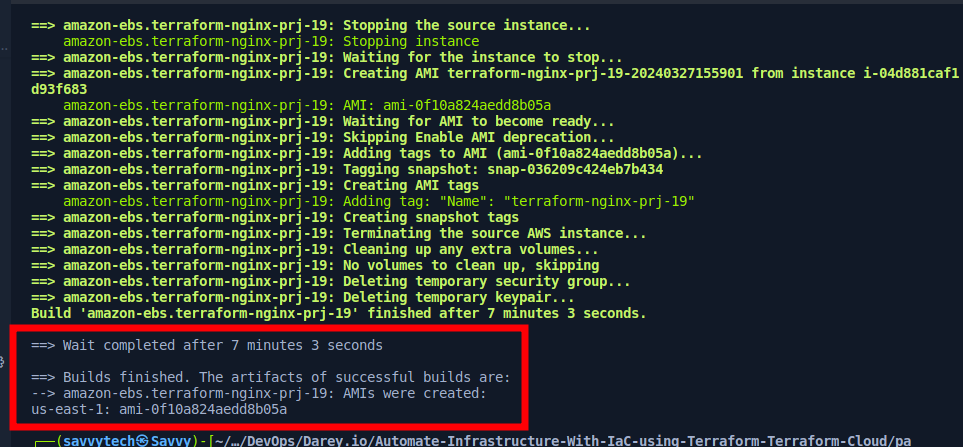 ==> amazon-ebs.terraform-nginx-prj-19: Stopping the source instance...
    amazon-ebs.terraform-nginx-prj-19: Stopping instance
==> amazon-ebs.terraform-nginx-prj-19: Waiting for the instance to stop...
==> amazon-ebs.terraform-nginx-prj-19: Creating AMI terraform-nginx-prj-19-20240327155901 from instance i-04d881caf1
d93f683
    amazon-ebs.terraform-nginx-prj-19: AMI: ami-0f10a824aedd8b05a
==> amazon-ebs.terraform-nginx-prj-19: Waiting for AMI to become ready...
==> amazon-ebs.terraform-nginx-prj-19: Skipping Enable AMI deprecation...
==> amazon-ebs.terraform-nginx-prj-19: Adding tags to AMI (ami-0f10a824aedd8b05a)...
==> amazon-ebs.terraform-nginx-prj-19: Tagging snapshot: snap-036209c424eb7b434
==> amazon-ebs.terraform-nginx-prj-19: Creating AMI tags
    amazon-ebs.terraform-nginx-prj-19: Adding tag: "Name": "terraform-nginx-prj-19"
==> amazon-ebs.terraform-nginx-prj-19: Creating snapshot tags
==> amazon-ebs.terraform-nginx-prj-19: Terminating the source AWS instance...
==> amazon-ebs.terraform-nginx-prj-19: Cleaning up any extra volumes...
==> amazon-ebs.terraform-nginx-prj-19: No volumes to clean up, skipping
==> amazon-ebs.terraform-nginx-prj-19: Deleting temporary security group...
==> amazon-ebs.terraform-nginx-prj-19: Deleting temporary keypair...
Build 'amazon-ebs.terraform-nginx-prj-19' finished after 7 minutes 3 seconds.
==> Wait completed after 7 minutes 3 seconds
==> Builds finished. The artifacts of successful builds are:
--> amazon-ebs.terraform-nginx-prj-19: AMIs were created:
us-east-1: ami-0f10a824aedd8b05a
┌──(savvytech㉿Savvy)-[~/…/DevOps/Darey.io/Automate-Infrastructure-With-IaC-using-Terraform-Terraform-Cloud/pa